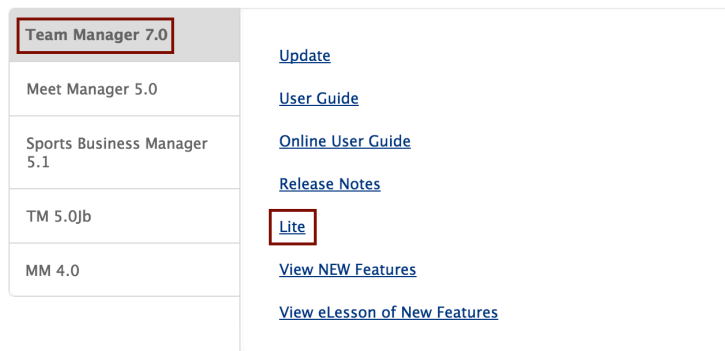 Team Manager 7.0
Meet Manager 5.0
Sports Business Manager
5.1
TM 5.0Jb
MM 4.0
Update
User Guide
Online User Guide
Release Notes
Lite
View NEW Features
View eLesson of New Features